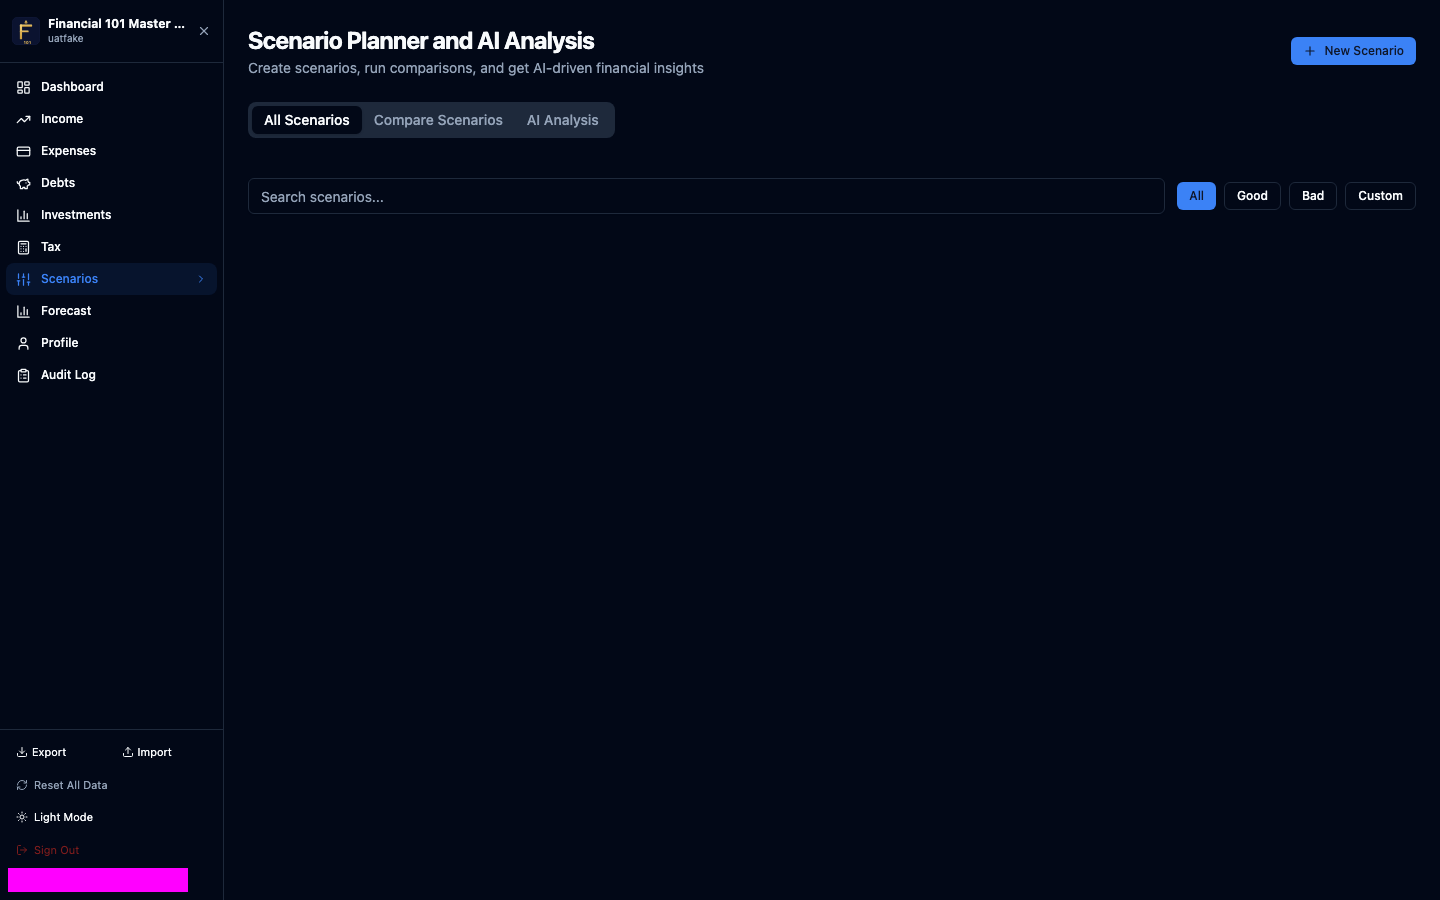 Financial 101 Master ...
uatfake
Dashboard
Income
Expenses
Debts
Investments
Tax
Scenarios
Forecast
Profile
Audit Log
Export
Import
Reset All Data
Light Mode
Sign Out
Scenario Planner and AI Analysis
Create scenarios, run comparisons, and get AI-driven financial insights
New Scenario
All Scenarios
Compare Scenarios
AI Analysis
Search scenarios...
All
Good
Bad
Custom